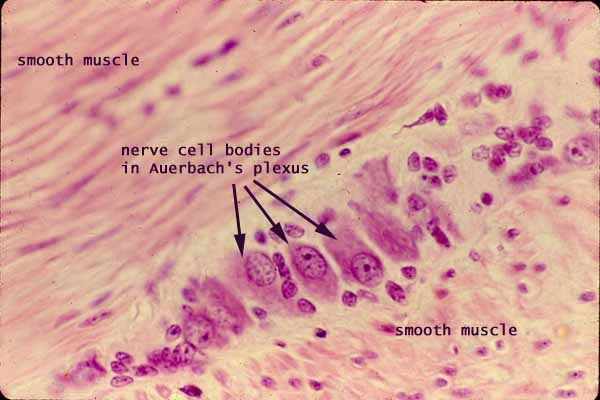 smooth muscle
nerve cell bodies
in Auerbach's plexus
smooth muscle